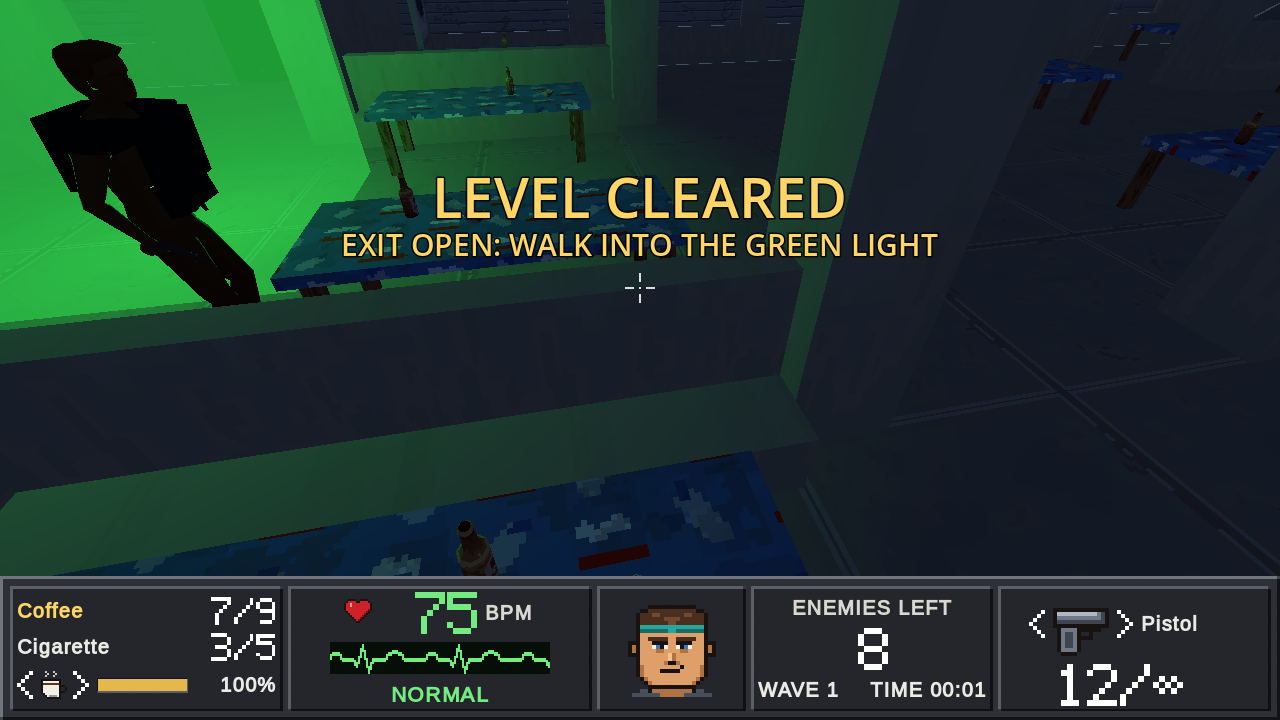 LEVEL CLEARED
EXIT OPEN: WALK INTO THE GREEN LIGHT
Coffee 7/9
Cigarette 3/5
100%
75 BPM
NORMAL
ENEMIES LEFT
8
WAVE 1 TIME 00:01
Pistol
12/∞